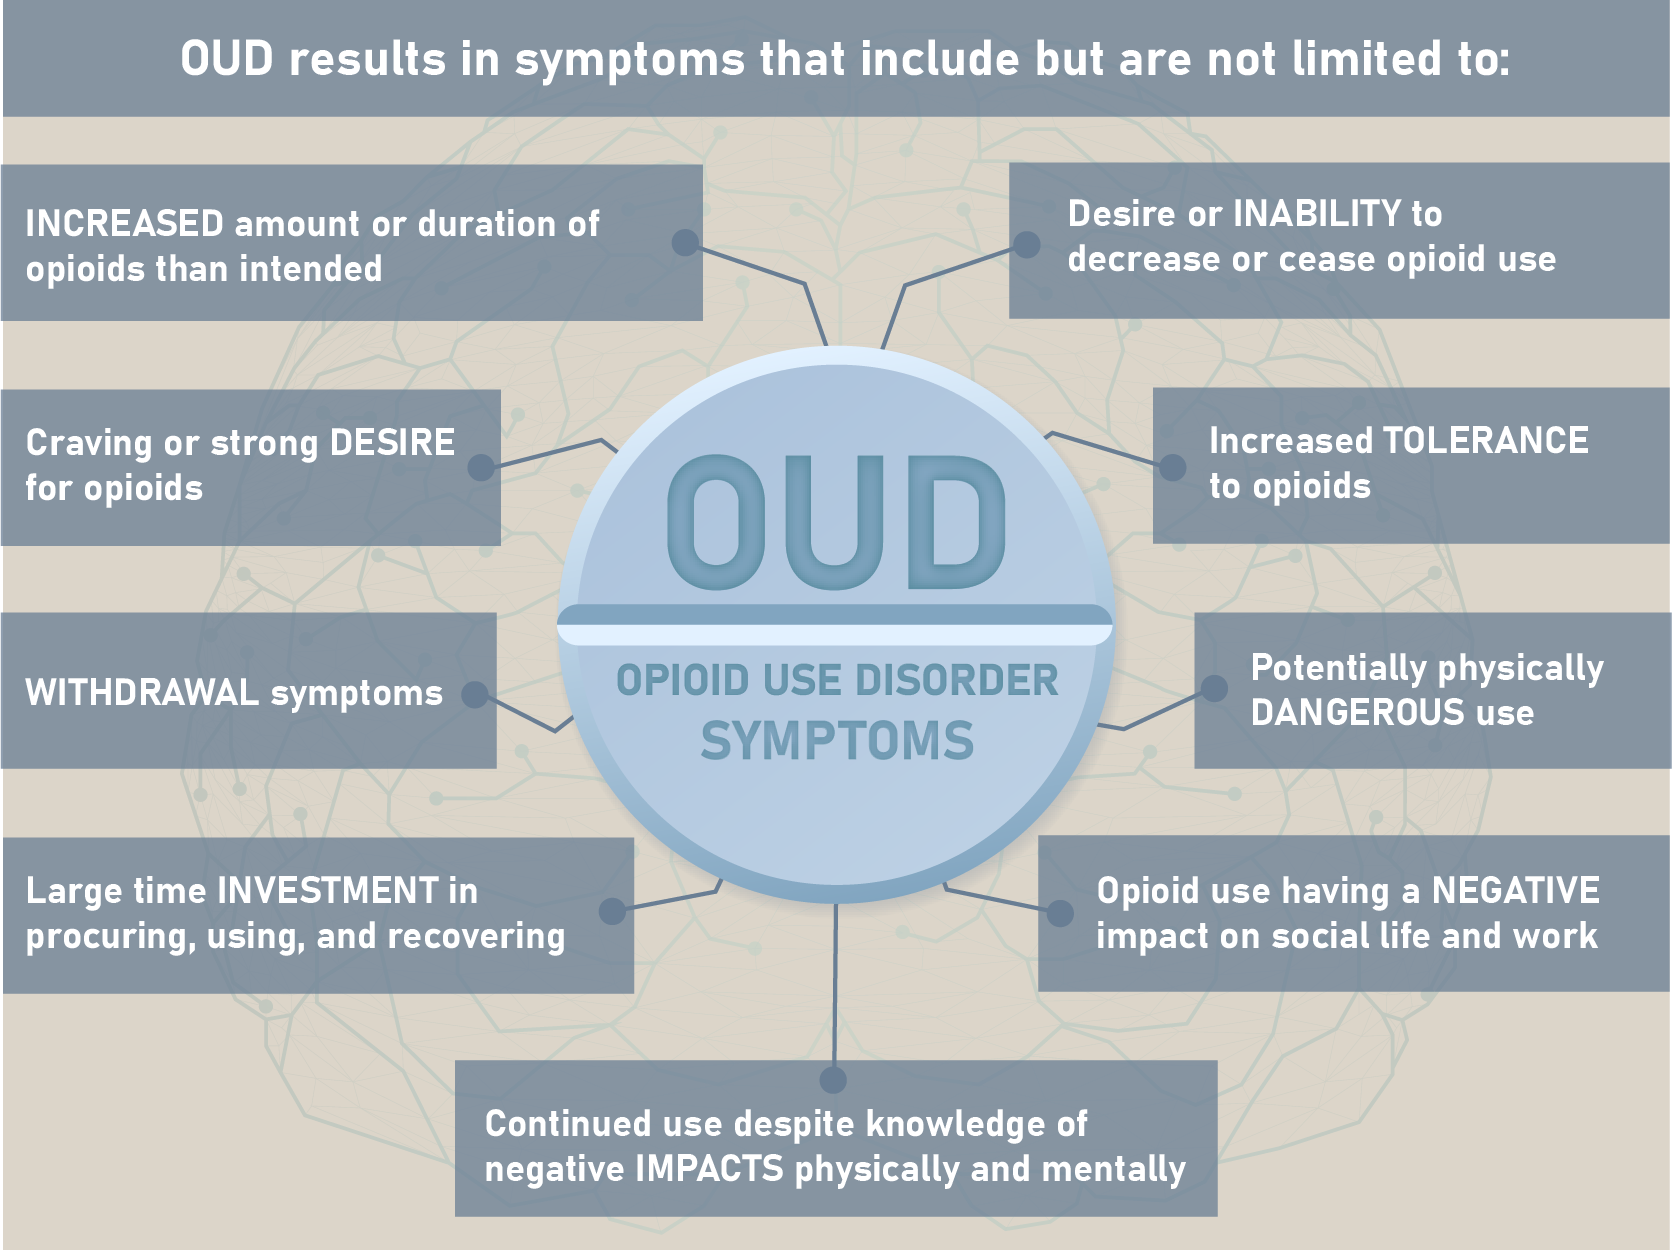 OUD results in symptoms that include but are not limited to:
INCREASED amount or duration of
opioids than intended
Desire or INABILITY to
decrease or cease opioid use
Craving or strong DESIRE
for opioids
Increased TOLERANCE
to opioids
OUD
OPIOID USE DISORDER
SYMPTOMS
WITHDRAWAL symptoms
Potentially physically
DANGEROUS use
Large time INVESTMENT in
procuring, using, and recovering
Opioid use having a NEGATIVE
impact on social life and work
Continued use despite knowledge of
negative IMPACTS physically and mentally